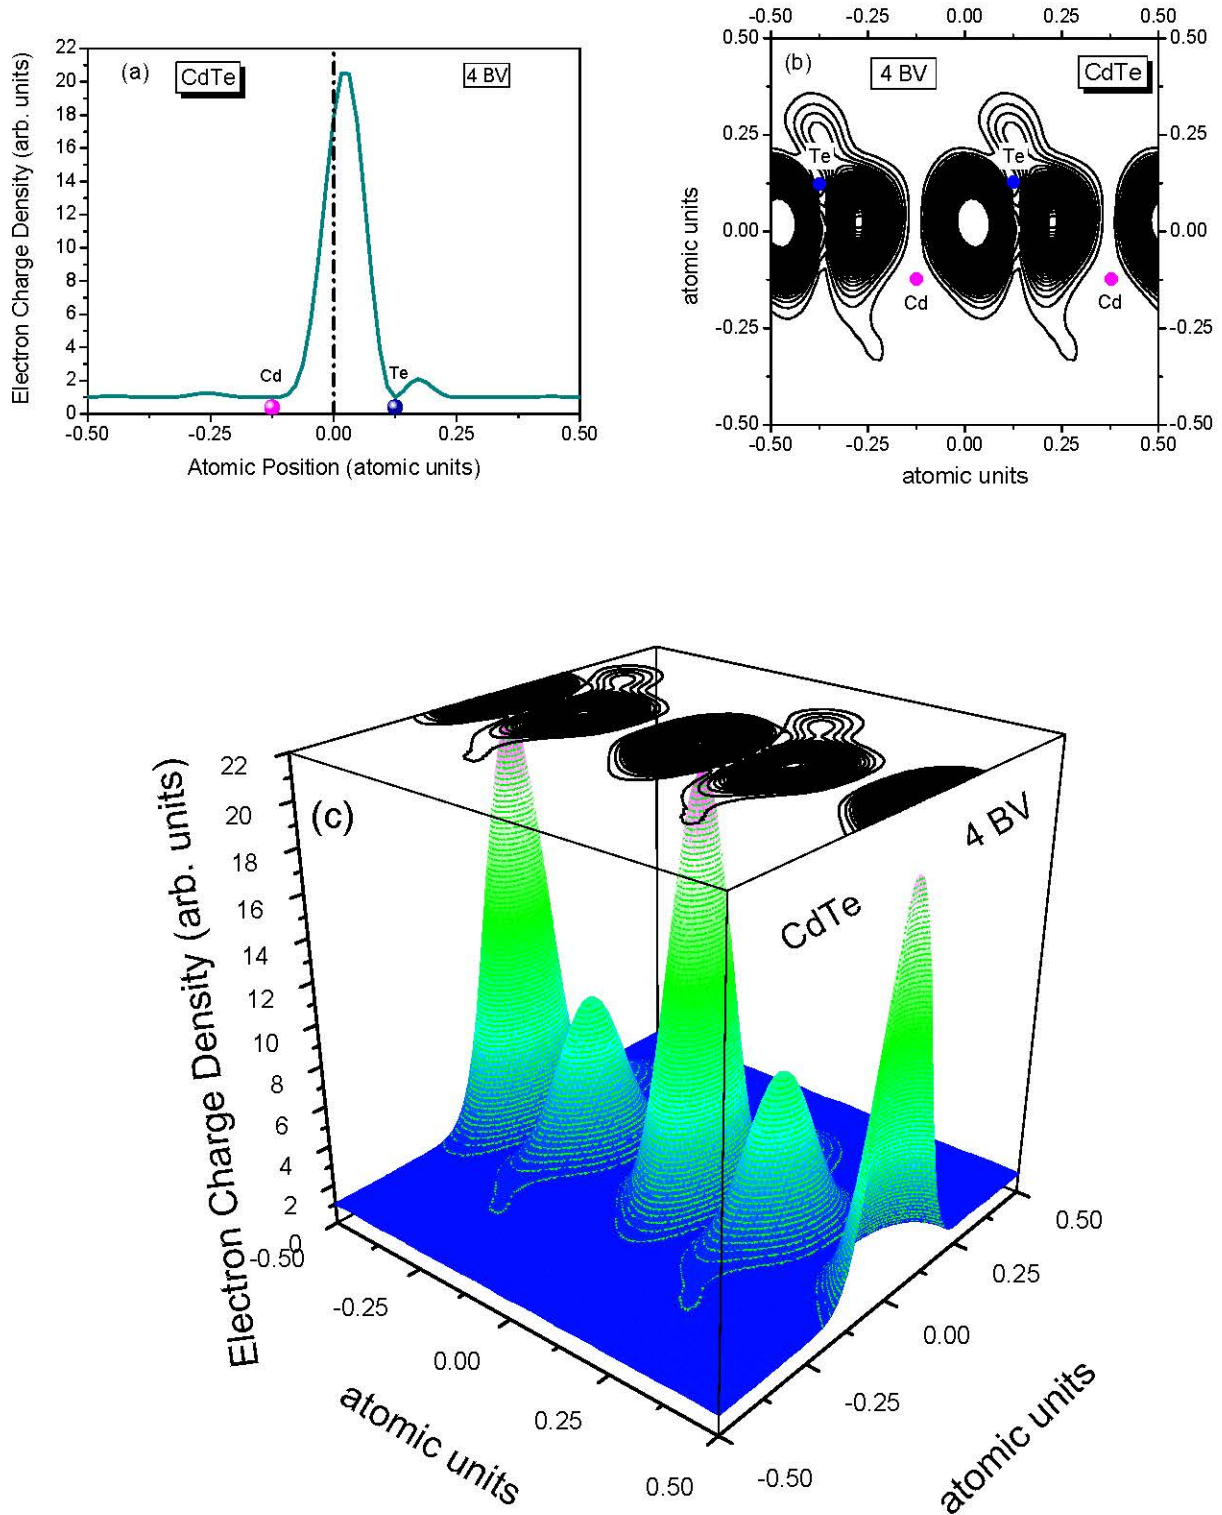 (a)
CdTe
4 BV
Electron Charge Density (arb. units)
22
20
18
16
14
12
10
8
6
4
2
0
Cd
Te
-0.50
-0.25
0.00
0.25
0.50
Atomic Position (atomic units)
-0.50
-0.25
0.00
0.25
0.50
(b)
4 BV
CdTe
0.50
0.25
0.00
-0.25
-0.50
atomic units
0.50
0.25
0.00
-0.25
-0.50
Te
Te
Cd
Cd
-0.50
-0.25
0.00
0.25
0.50
atomic units
(c)
4 BV
CdTe
Electron Charge Density (arb. units)
22
20
18
16
14
12
10
8
6
4
2
0
-0.50
-0.25
0.00
0.25
0.50
atomic units
0.50
0.25
0.00
-0.25
-0.50
atomic units